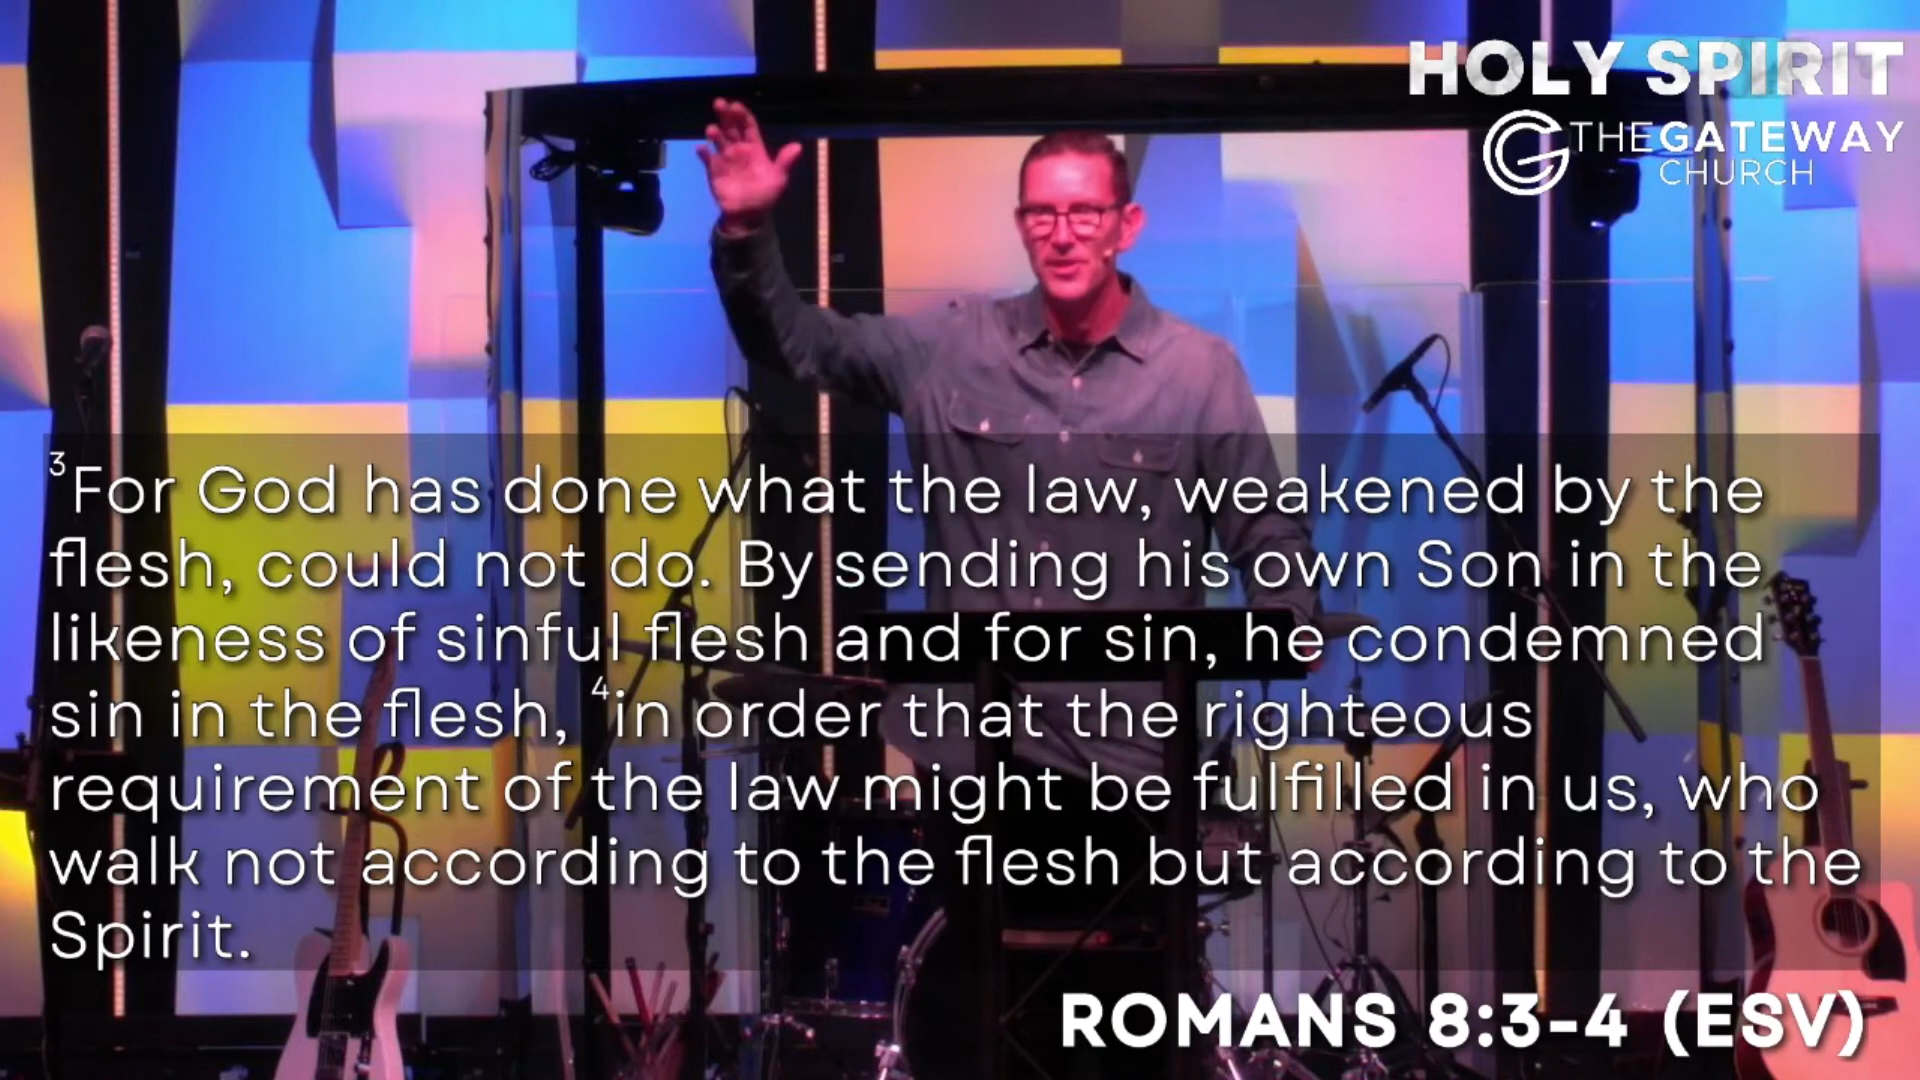 HOLY SPIRIT
THE GATEWAY
CHURCH
³For God has done what the law, weakened by the
flesh, could not do. By sending his own Son in the
likeness of sinful flesh and for sin, he condemned
sin in the flesh, ⁴in order that the righteous
requirement of the law might be fulfilled in us, who
walk not according to the flesh but according to the
Spirit.
ROMANS 8:3-4 (ESV)